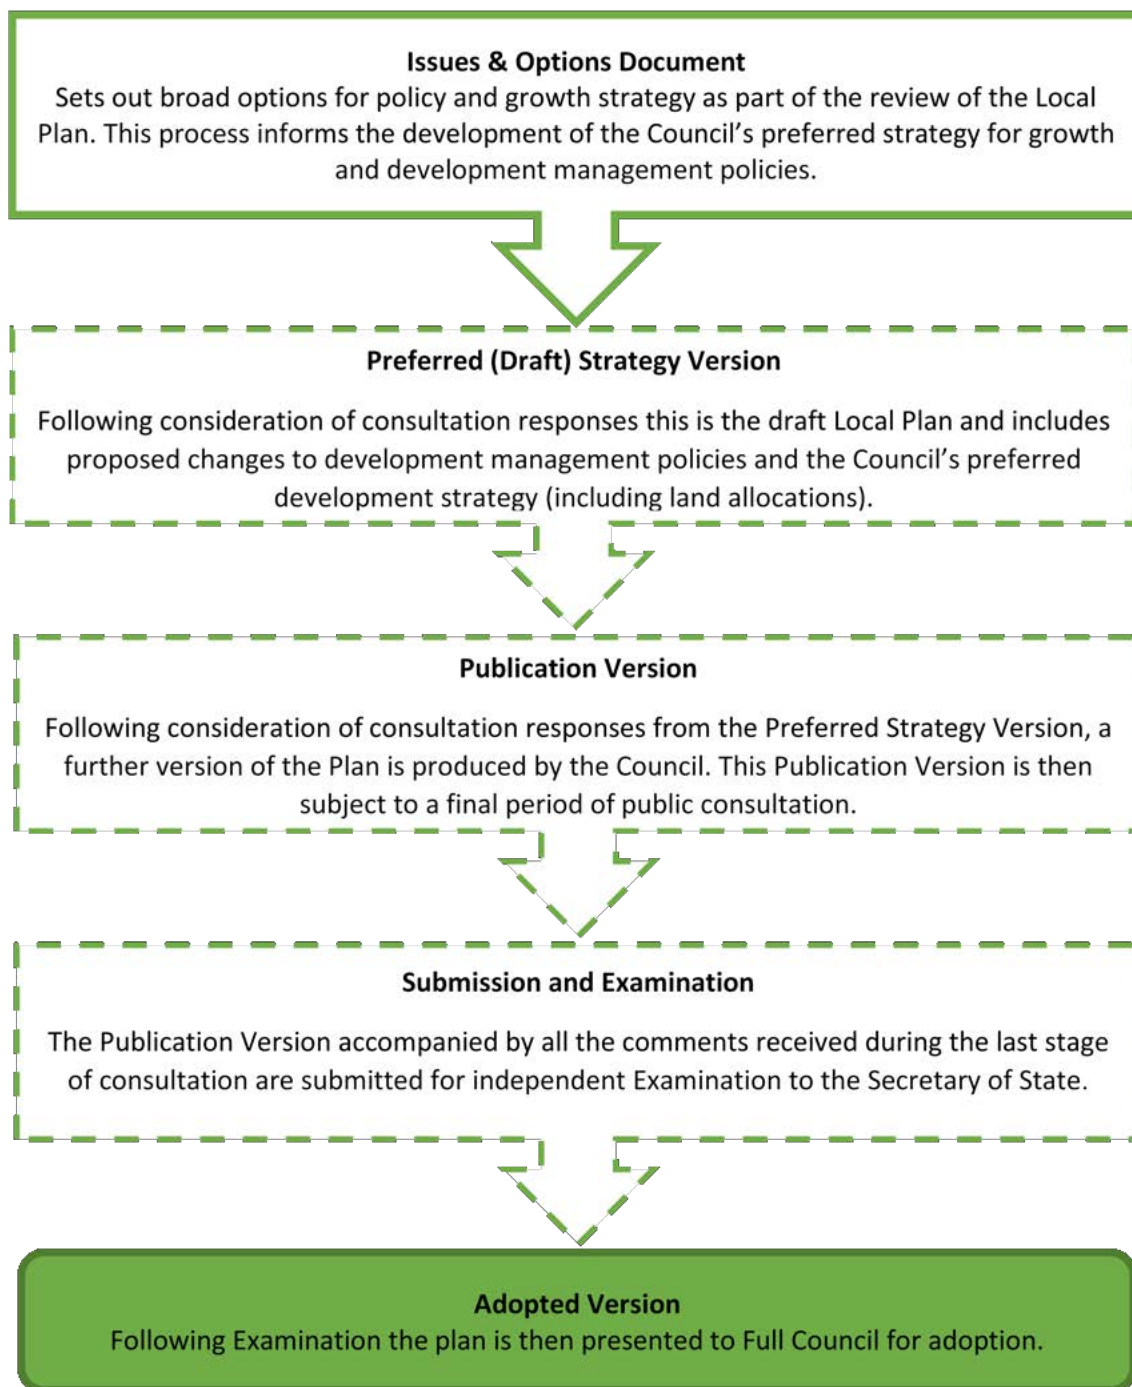 Issues & Options Document
Sets out broad options for policy and growth strategy as part of the review of the Local
Plan. This process informs the development of the Council’s preferred strategy for growth
and development management policies.
Preferred (Draft) Strategy Version
Following consideration of consultation responses this is the draft Local Plan and includes
proposed changes to development management policies and the Council’s preferred
development strategy (including land allocations).
Publication Version
Following consideration of consultation responses from the Preferred Strategy Version, a
further version of the Plan is produced by the Council. This Publication Version is then
subject to a final period of public consultation.
Submission and Examination
The Publication Version accompanied by all the comments received during the last stage
of consultation are submitted for independent Examination to the Secretary of State.
Adopted Version
Following Examination the plan is then presented to Full Council for adoption.